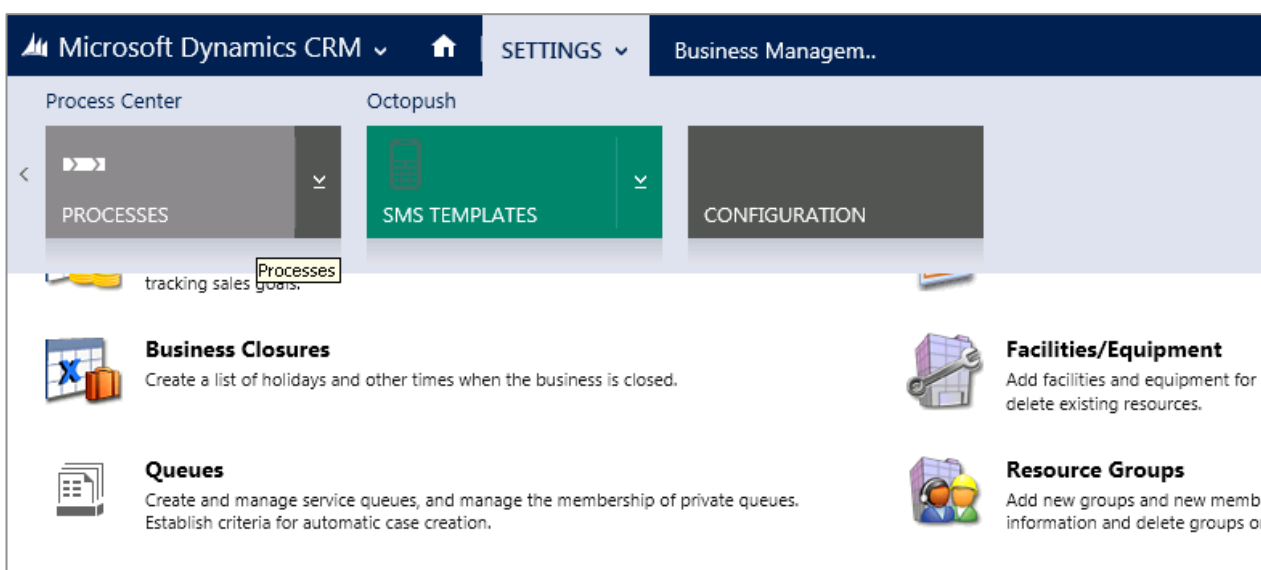 Microsoft Dynamics CRM
SETTINGS
Business Managem..
Process Center
Octopush
PROCESSES
SMS TEMPLATES
CONFIGURATION
Processes
tracking sales goals.
Business Closures
Create a list of holidays and other times when the business is closed.
Facilities/Equipment
Add facilities and equipment for
delete existing resources.
Queues
Create and manage service queues, and manage the membership of private queues.
Establish criteria for automatic case creation.
Resource Groups
Add new groups and new memb
information and delete groups o